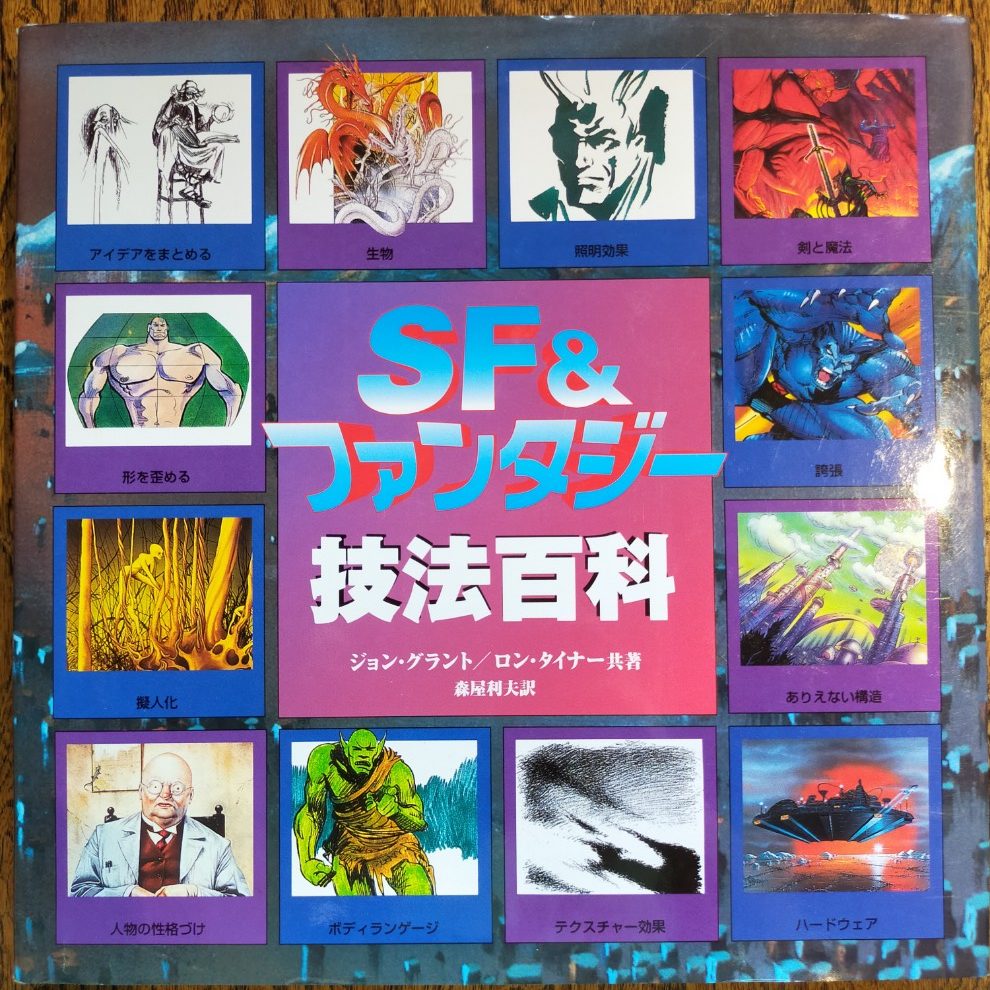 アイデアをまとめる
生物
照明効果
剣と魔法
SF&
ファンタジー
技法百科
ジョン・グラント/ロン・タイナー共著
森屋利夫訳
形を歪める
誇張
擬人化
ありえない構造
人物の性格づけ
ボディランゲージ
テクスチャー効果
ハードウェア